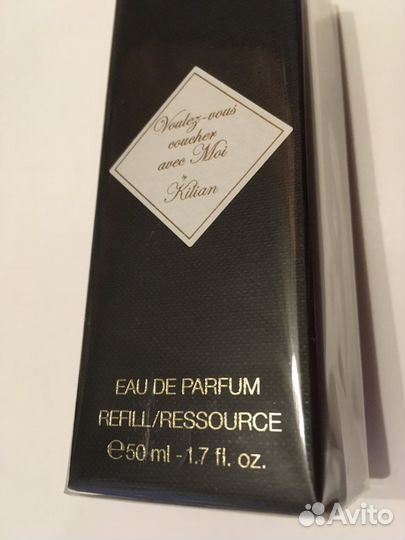 Voulez-vous
coucher
avec Moi
by
Kilian
EAU DE PARFUM
REFILL/RESSOURCE
℮50 ml - 1.7 fl. oz.
Avito